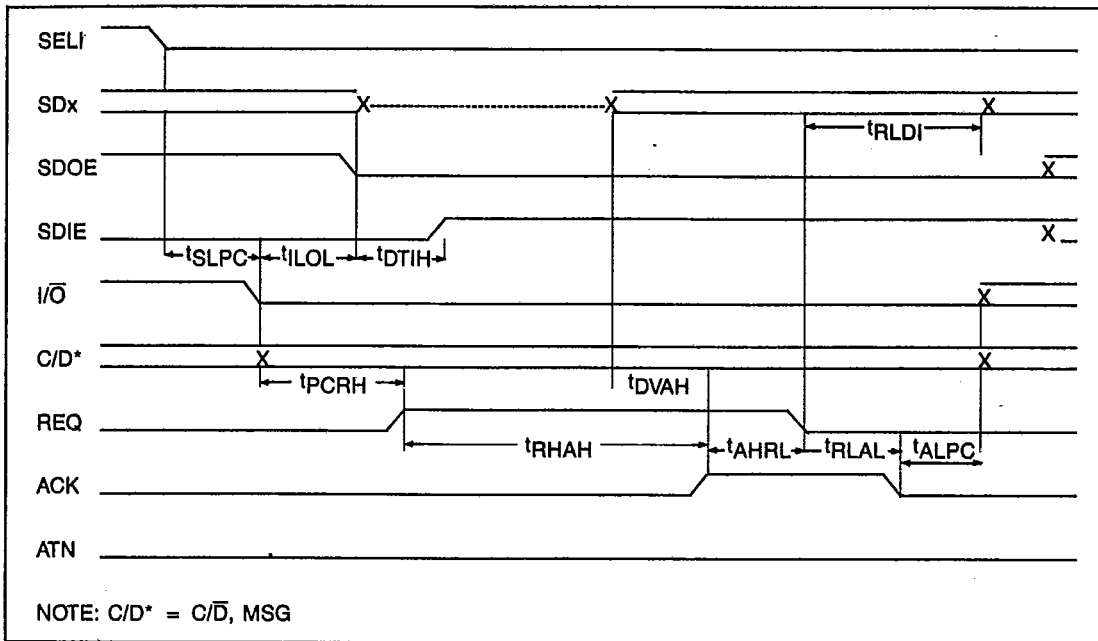 SELI
SDx X X X
tRLDI
SDOE X
SDIE X
tSLPC tILOL tDTIH
I/O̅ X
C/D* X X
tPCRH tDVAH
REQ
tRHAH tAHRL tRLAL tALPC
ACK
ATN
NOTE: C/D* = C/D̅, MSG